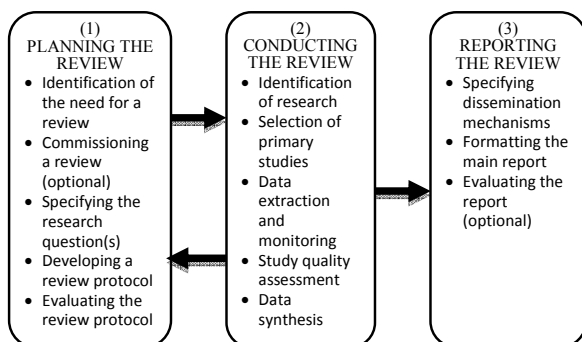 (1)
PLANNING THE
REVIEW
• Identification of
the need for a
review
• Commissioning
a review
(optional)
• Specifying the
research
question(s)
• Developing a
review protocol
• Evaluating the
review protocol
(2)
CONDUCTING
THE REVIEW
• Identification
of research
• Selection of
primary
studies
• Data
extraction and
monitoring
• Study quality
assessment
• Data
synthesis
(3)
REPORTING
THE REVIEW
• Specifying
dissemination
mechanisms
• Formatting the
main report
• Evaluating the
report
(optional)